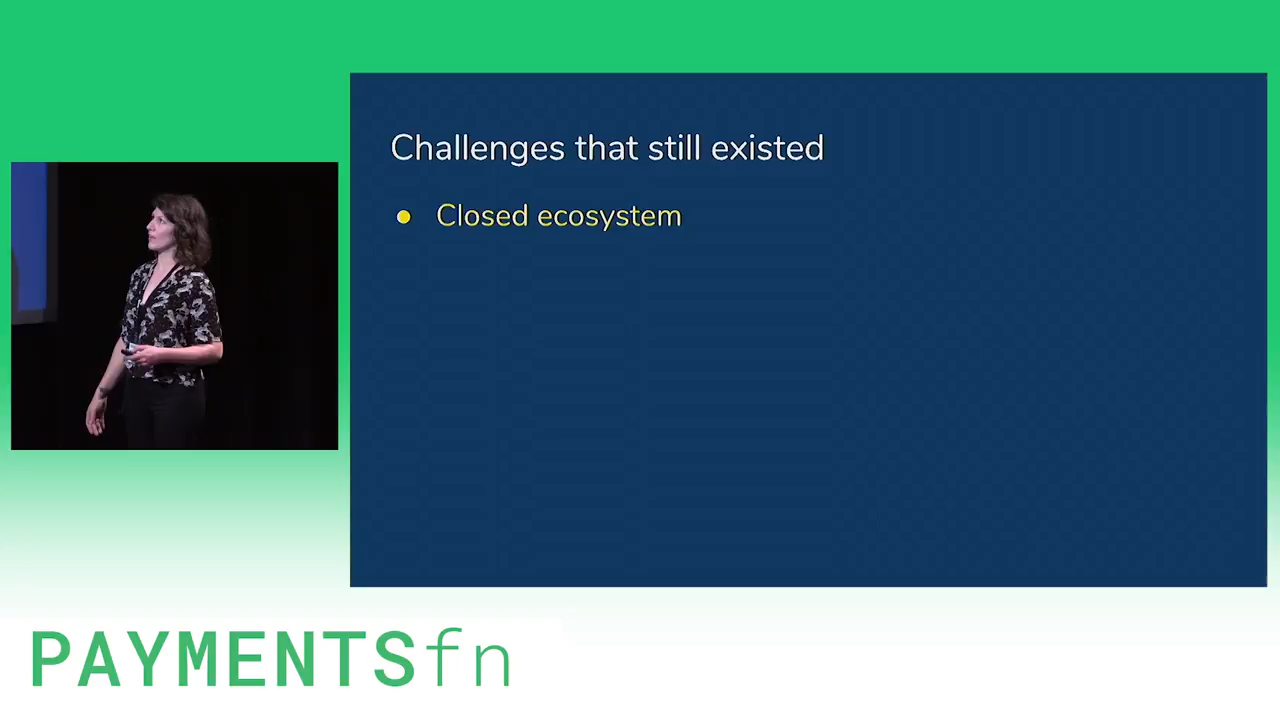 Challenges that still existed
● Closed ecosystem
PAYMENTSfn